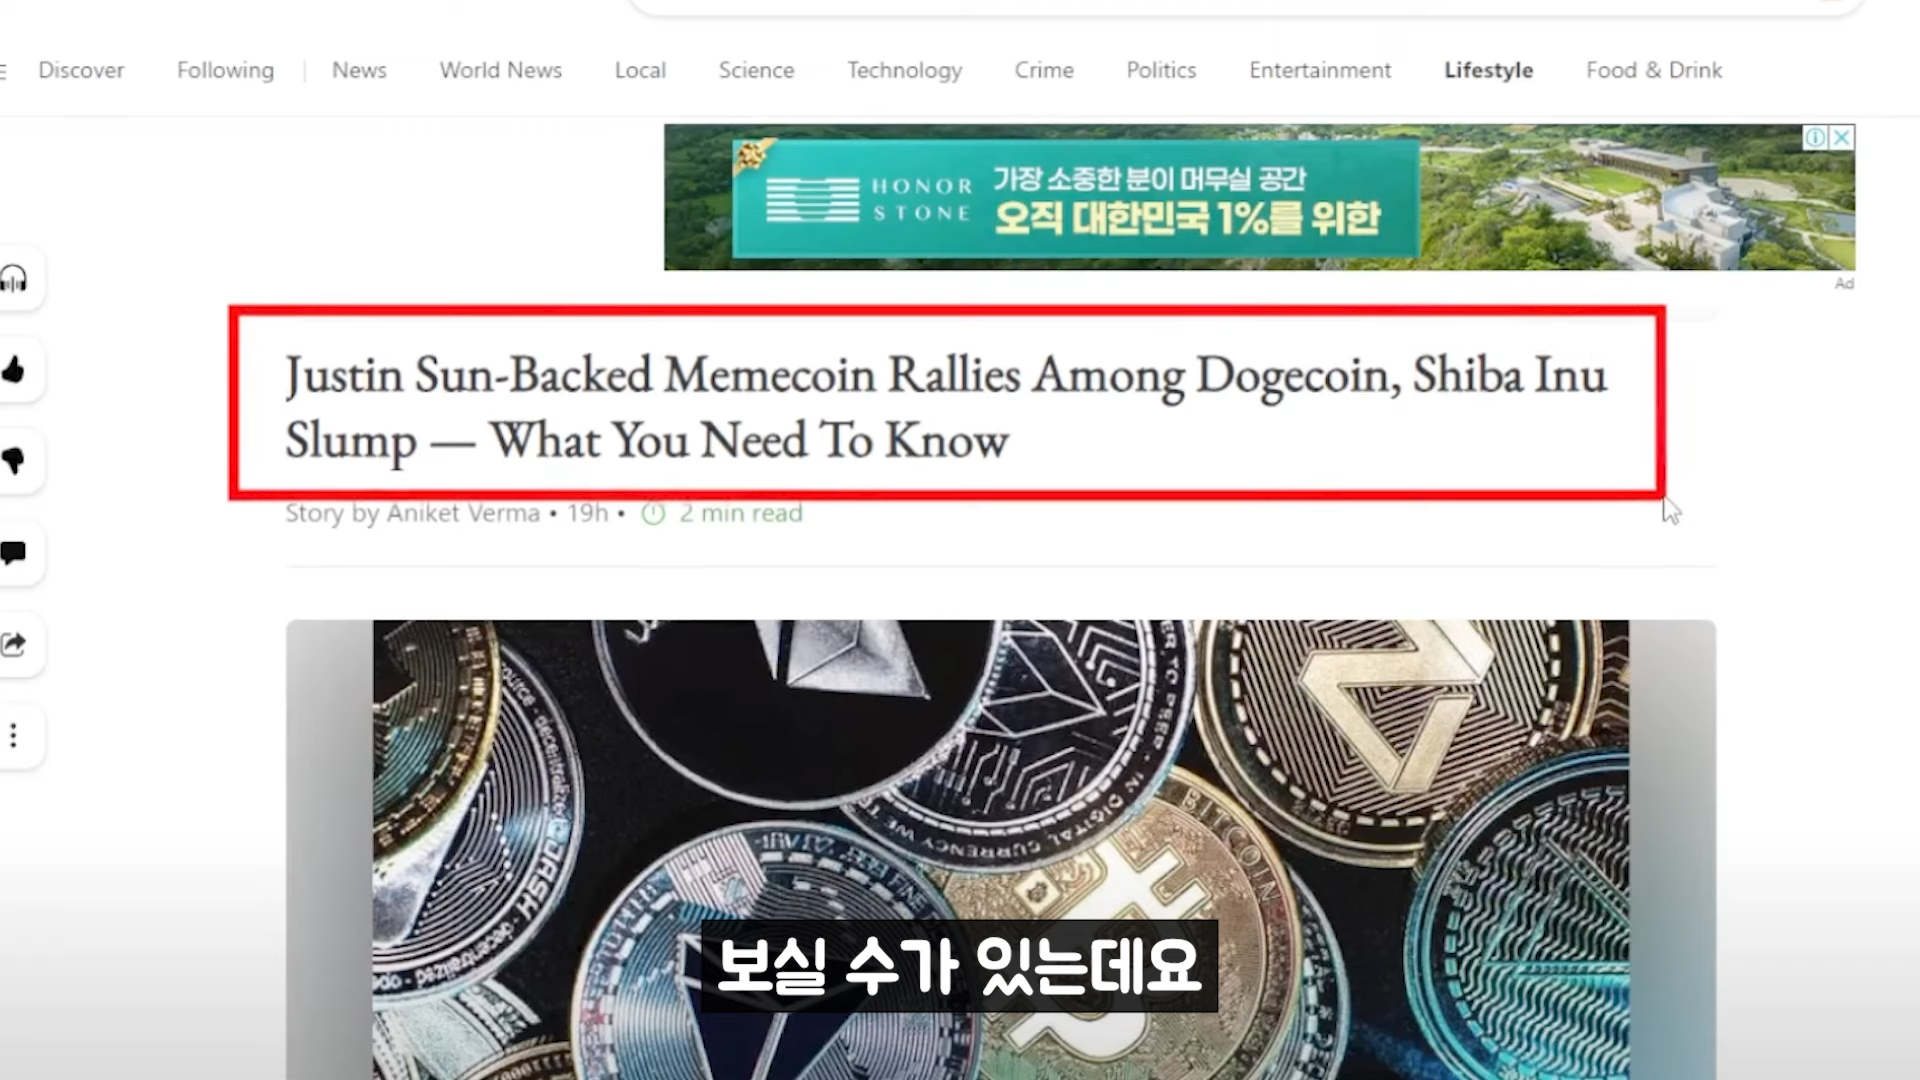 Discover Following News World News Local Science Technology Crime Politics Entertainment Lifestyle Food & Drink
HONOR
STONE
가장 소중한 분이 머무실 공간
오직 대한민국 1%를 위한
Ad
Justin Sun-Backed Memecoin Rallies Among Dogecoin, Shiba Inu
Slump — What You Need To Know
Story by Aniket Verma • 19h • 2 min read
BITCOIN
DASH
보실 수가 있는데요